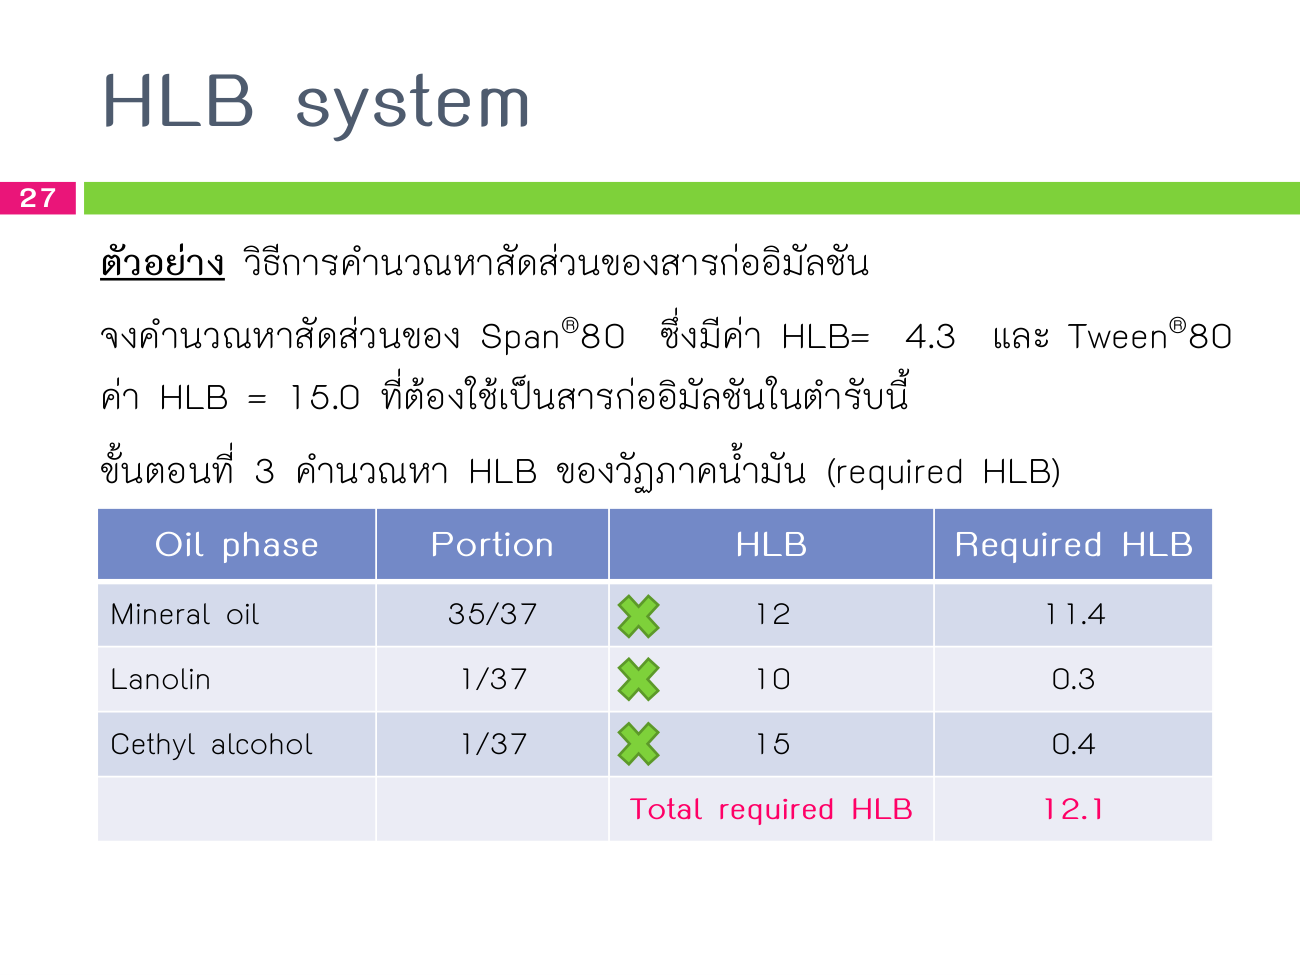 HLB system
27
ตัวอย่าง วิธีการคำนวณหาสัดส่วนของสารก่ออิมัลชัน
จงคำนวณหาสัดส่วนของ Span®80 ซึ่งมีค่า HLB= 4.3 และ Tween®80
ค่า HLB = 15.0 ที่ต้องใช้เป็นสารก่ออิมัลชันในตำรับนี้
ขั้นตอนที่ 3 คำนวณหา HLB ของวัฏภาคน้ำมัน (required HLB)
Oil phase Portion HLB Required HLB
Mineral oil 35/37 12 11.4
Lanolin 1/37 10 0.3
Cethyl alcohol 1/37 15 0.4
Total required HLB 12.1